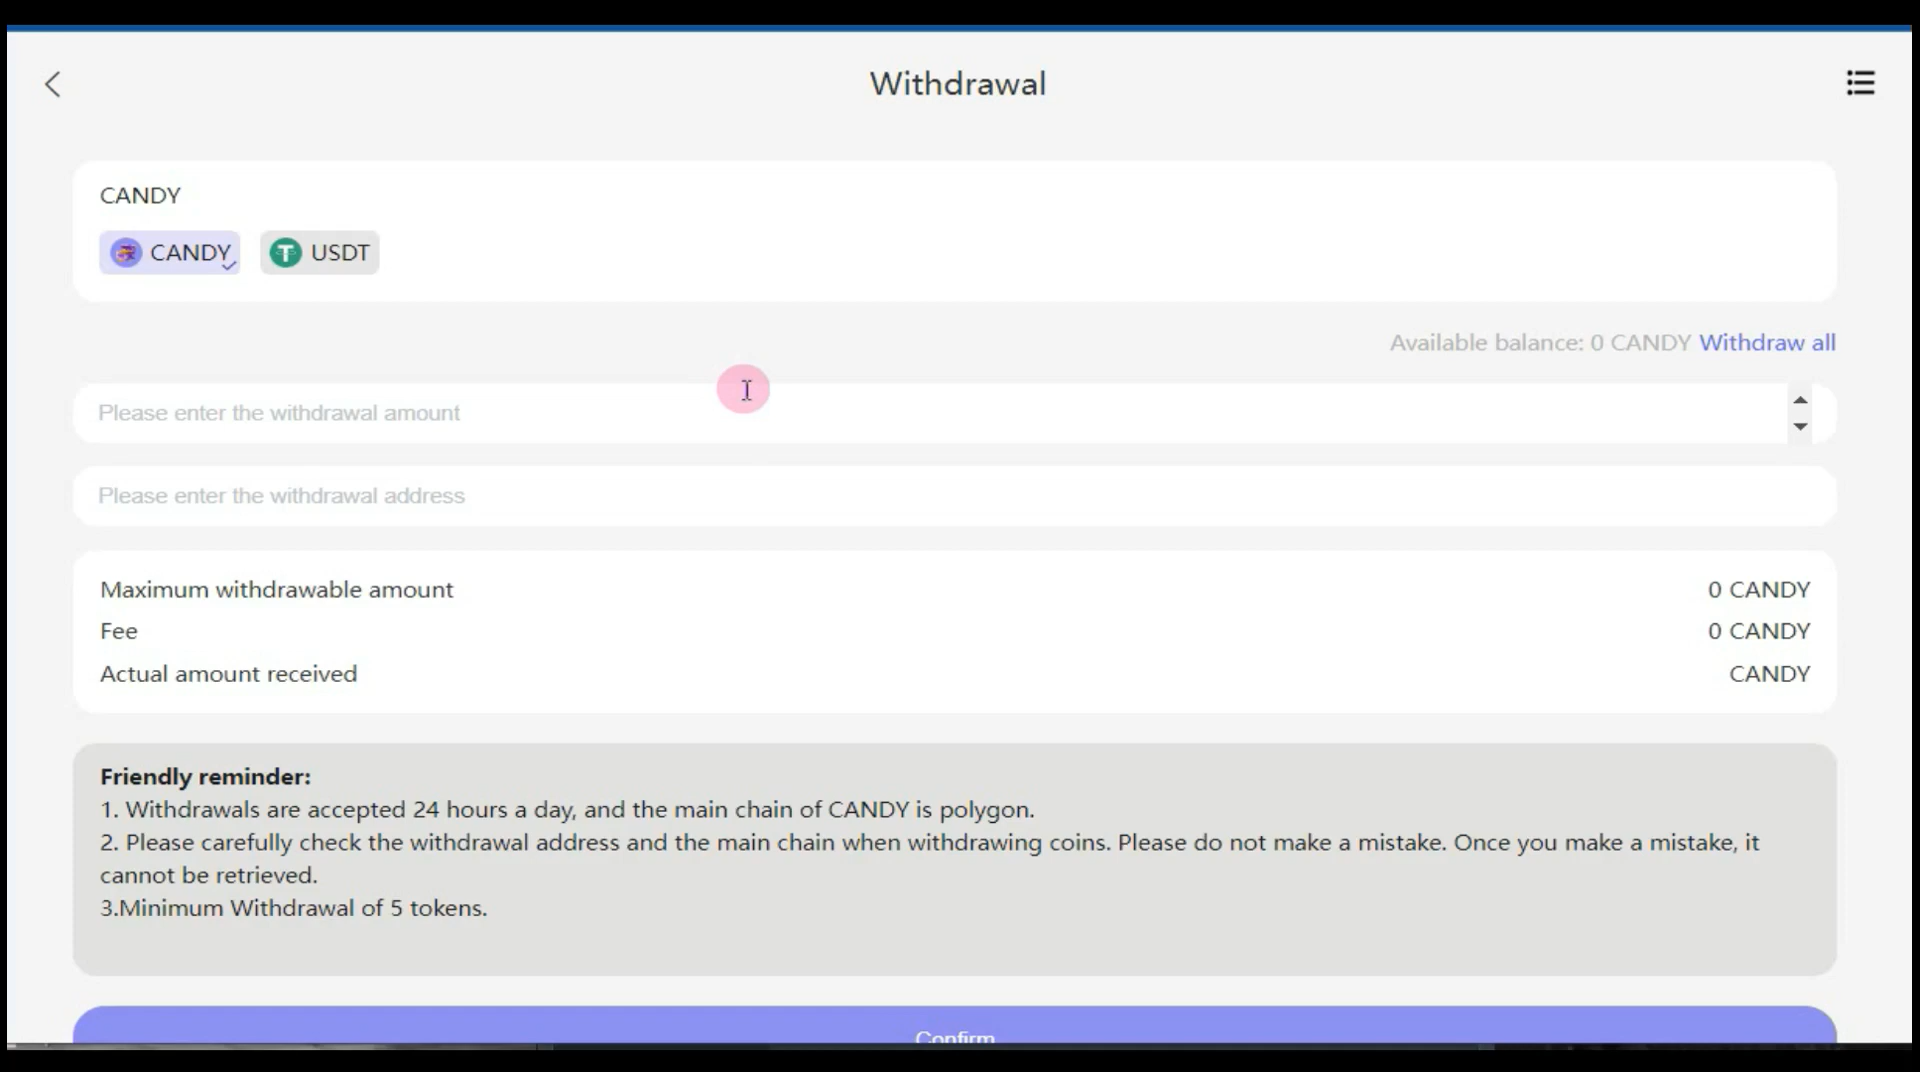 Withdrawal
CANDY
CANDY USDT
Available balance: 0 CANDY Withdraw all
Please enter the withdrawal amount
Please enter the withdrawal address
Maximum withdrawable amount 0 CANDY
Fee 0 CANDY
Actual amount received CANDY
Friendly reminder:
1. Withdrawals are accepted 24 hours a day, and the main chain of CANDY is polygon.
2. Please carefully check the withdrawal address and the main chain when withdrawing coins. Please do not make a mistake. Once you make a mistake, it
cannot be retrieved.
3.Minimum Withdrawal of 5 tokens.
Confirm